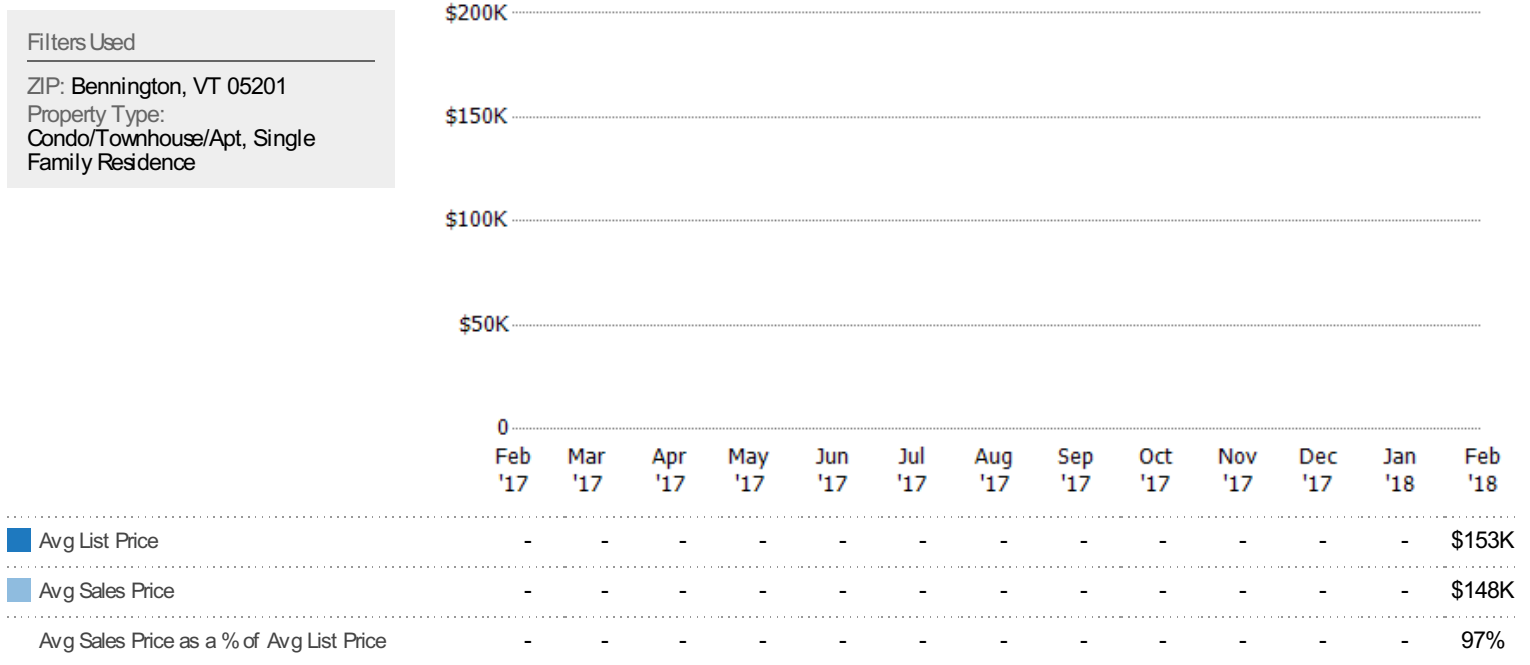 Filters Used
ZIP: Bennington, VT 05201
Property Type:
Condo/Townhouse/Apt, Single
Family Residence
$200K
$150K
$100K
$50K
0
Feb Mar Apr May Jun Jul Aug Sep Oct Nov Dec Jan Feb
'17 '17 '17 '17 '17 '17 '17 '17 '17 '17 '17 '18 '18
Avg List Price - - - - - - - - - - - - $153K
Avg Sales Price - - - - - - - - - - - - $148K
Avg Sales Price as a % of Avg List Price - - - - - - - - - - - - 97%